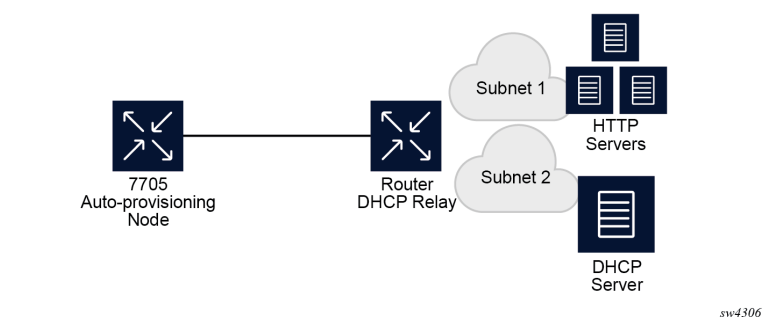 Subnet 1
HTTP
Servers
7705
Auto-provisioning
Node
Router
DHCP Relay
Subnet 2
DHCP
Server
sw4306